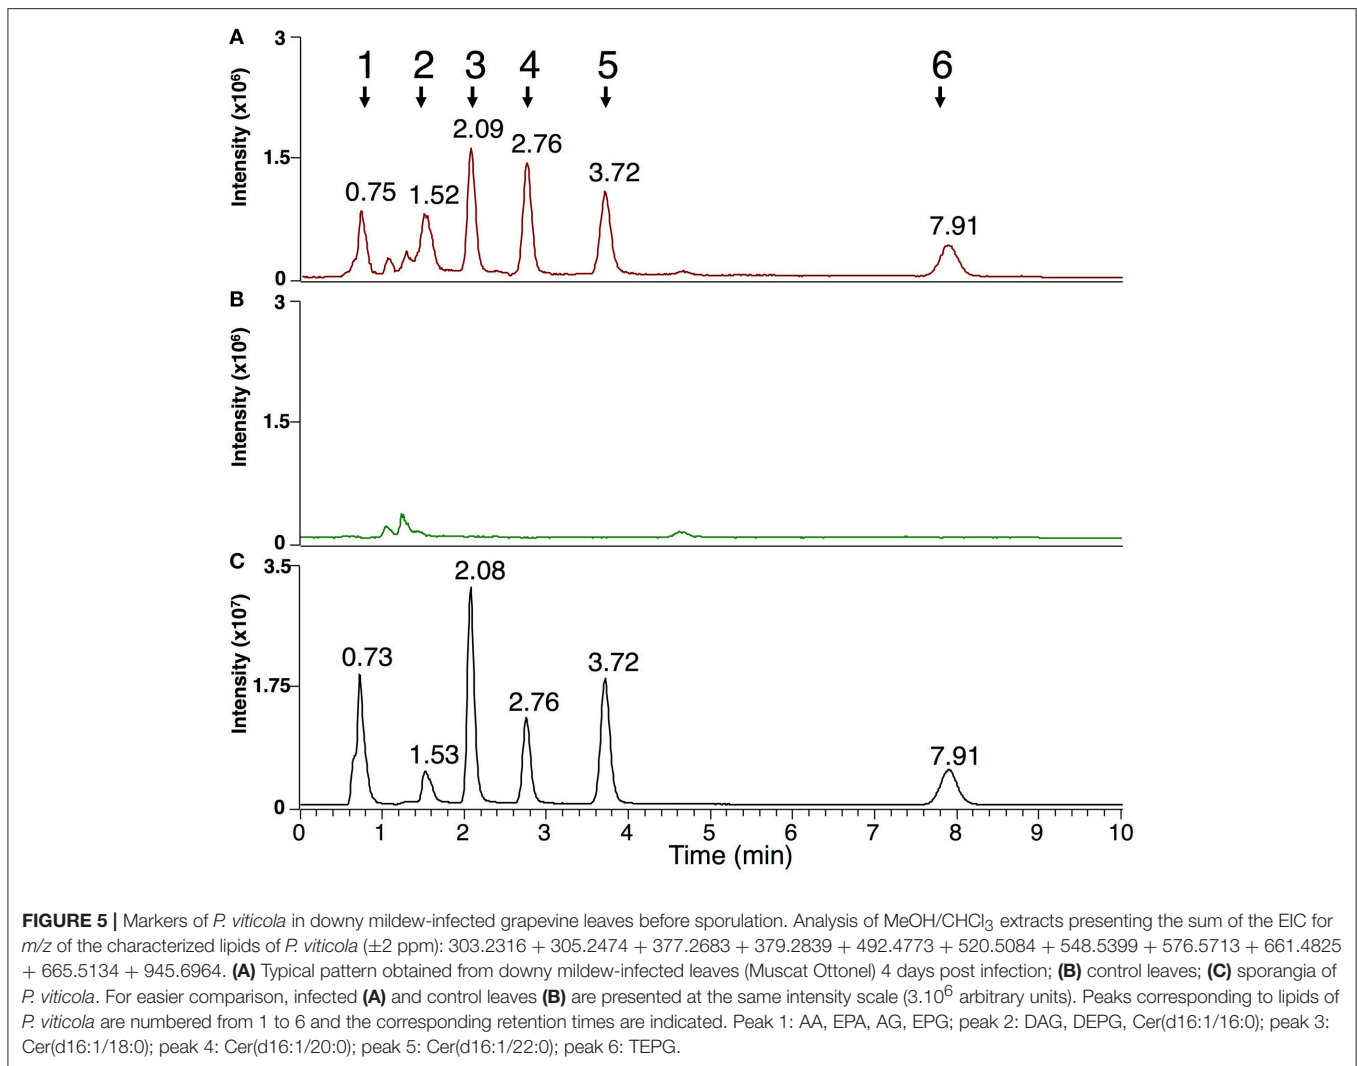 A
3
1.5
0
Intensity (x10⁶)
1 2 3 4 5 6
0.75 1.52 2.09 2.76 3.72 7.91
B
3
1.5
0
Intensity (x10⁶)
C
3.5
1.75
0
Intensity (x10⁷)
0.73 1.53 2.08 2.76 3.72 7.91
0 1 2 3 4 5 6 7 8 9 10
Time (min)
FIGURE 5 | Markers of P. viticola in downy mildew-infected grapevine leaves before sporulation. Analysis of MeOH/CHCl₃ extracts presenting the sum of the EIC for
m/z of the characterized lipids of P. viticola (±2 ppm): 303.2316 + 305.2474 + 377.2683 + 379.2839 + 492.4773 + 520.5084 + 548.5399 + 576.5713 + 661.4825
+ 665.5134 + 945.6964. (A) Typical pattern obtained from downy mildew-infected leaves (Muscat Ottonel) 4 days post infection; (B) control leaves; (C) sporangia of
P. viticola. For easier comparison, infected (A) and control leaves (B) are presented at the same intensity scale (3.10⁶ arbitrary units). Peaks corresponding to lipids of
P. viticola are numbered from 1 to 6 and the corresponding retention times are indicated. Peak 1: AA, EPA, AG, EPG; peak 2: DAG, DEPG, Cer(d16:1/16:0); peak 3:
Cer(d16:1/18:0); peak 4: Cer(d16:1/20:0); peak 5: Cer(d16:1/22:0); peak 6: TEPG.